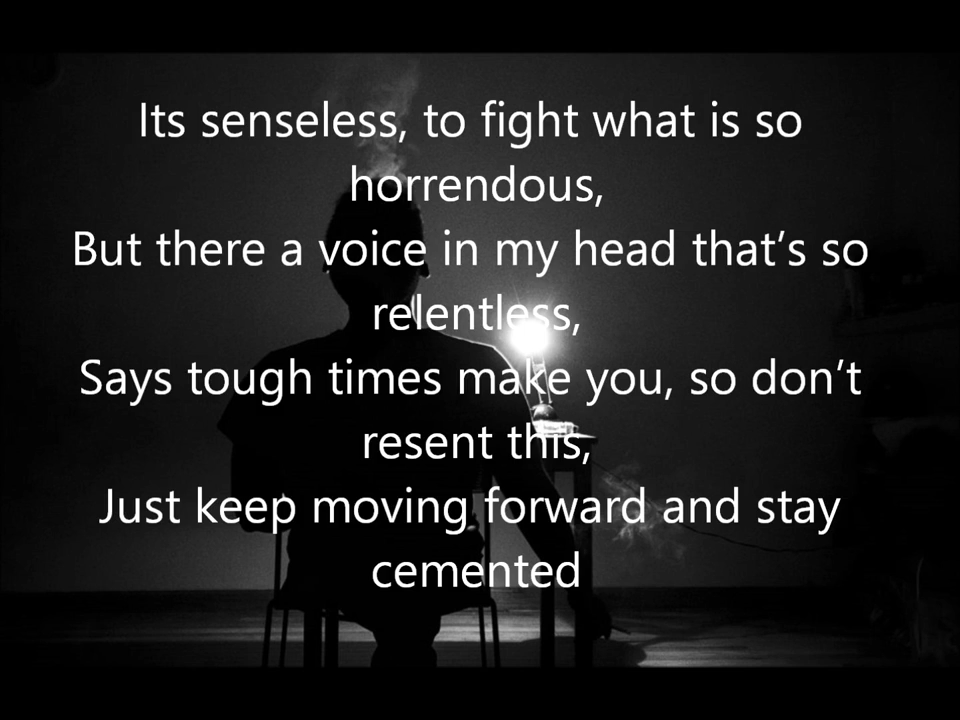 Its senseless, to fight what is so
horrendous,
But there a voice in my head that's so
relentless,
Says tough times make you, so don't
resent this,
Just keep moving forward and stay
cemented